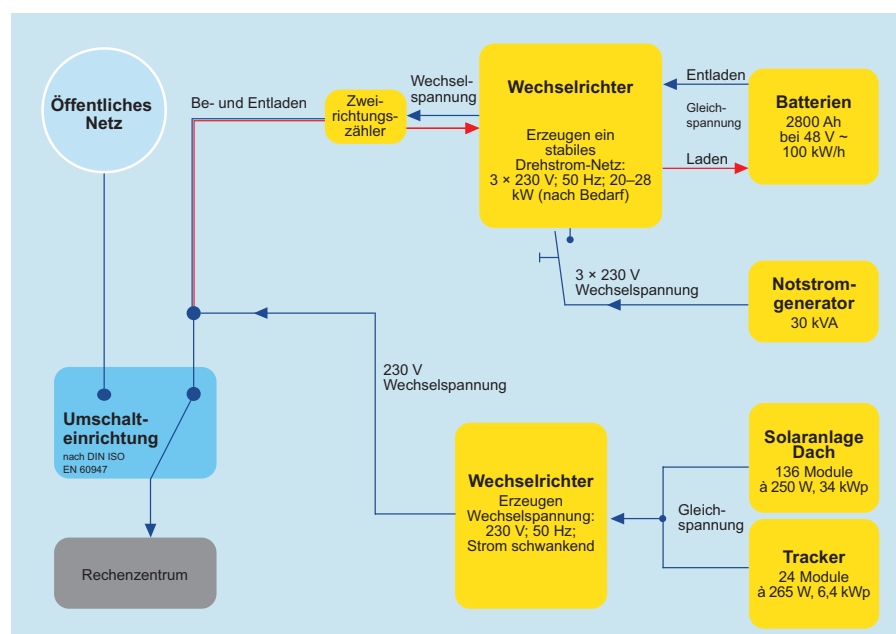 Öffentliches
Netz
Be- und Entladen
Zwei-
richtungs-
zähler
Wechsel-
spannung
Wechselrichter
Erzeugen ein
stabiles
Drehstrom-Netz:
3 × 230 V; 50 Hz; 20–28
kW (nach Bedarf)
Entladen
Gleich-
spannung
Laden
Batterien
2800 Ah
bei 48 V ~
100 kW/h
3 × 230 V
Wechselspannung
Notstrom-
generator
30 kVA
230 V
Wechselspannung
Umschalt-
einrichtung
nach DIN ISO
EN 60947
Rechenzentrum
Wechselrichter
Erzeugen
Wechselspannung:
230 V; 50 Hz;
Strom schwankend
Gleich-
spannung
Solaranlage
Dach
136 Module
à 250 W, 34 kWp
Tracker
24 Module
à 265 W, 6,4 kWp